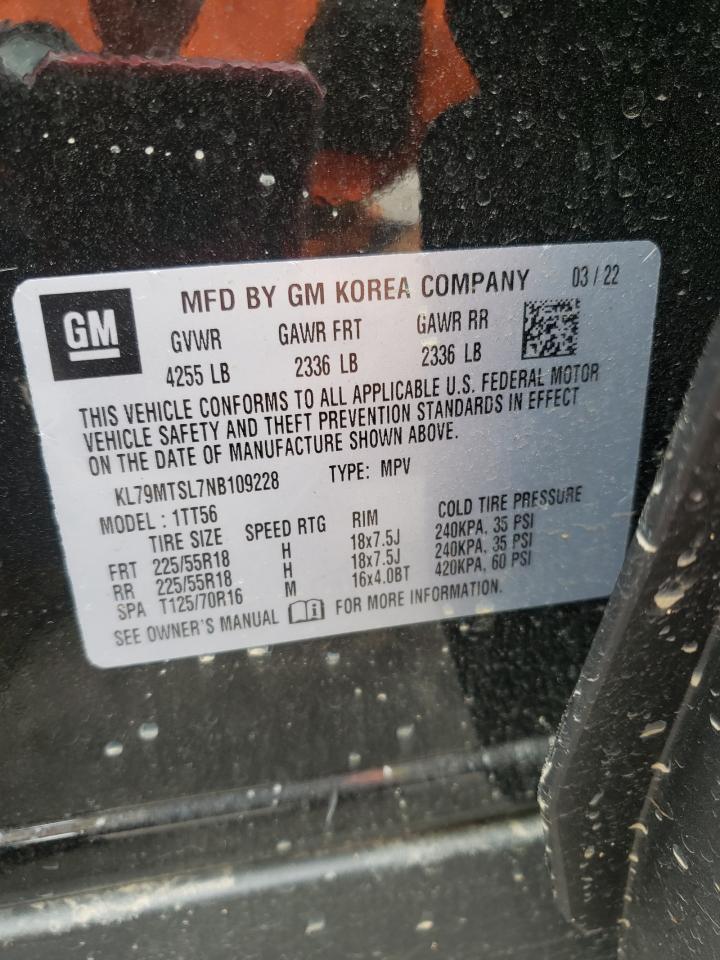 GM
MFD BY GM KOREA COMPANY 03 / 22
GVWR GAWR FRT GAWR RR
4255 LB 2336 LB 2336 LB
THIS VEHICLE CONFORMS TO ALL APPLICABLE U.S. FEDERAL MOTOR
VEHICLE SAFETY AND THEFT PREVENTION STANDARDS IN EFFECT
ON THE DATE OF MANUFACTURE SHOWN ABOVE.
KL79MTSL7NB109228 TYPE: MPV
MODEL : 1TT56
TIRE SIZE SPEED RTG RIM COLD TIRE PRESSURE
FRT 225/55R18 H 18x7.5J 240KPA, 35 PSI
RR 225/55R18 H 18x7.5J 240KPA, 35 PSI
SPA T125/70R16 M 16x4.0BT 420KPA, 60 PSI
SEE OWNER'S MANUAL FOR MORE INFORMATION.